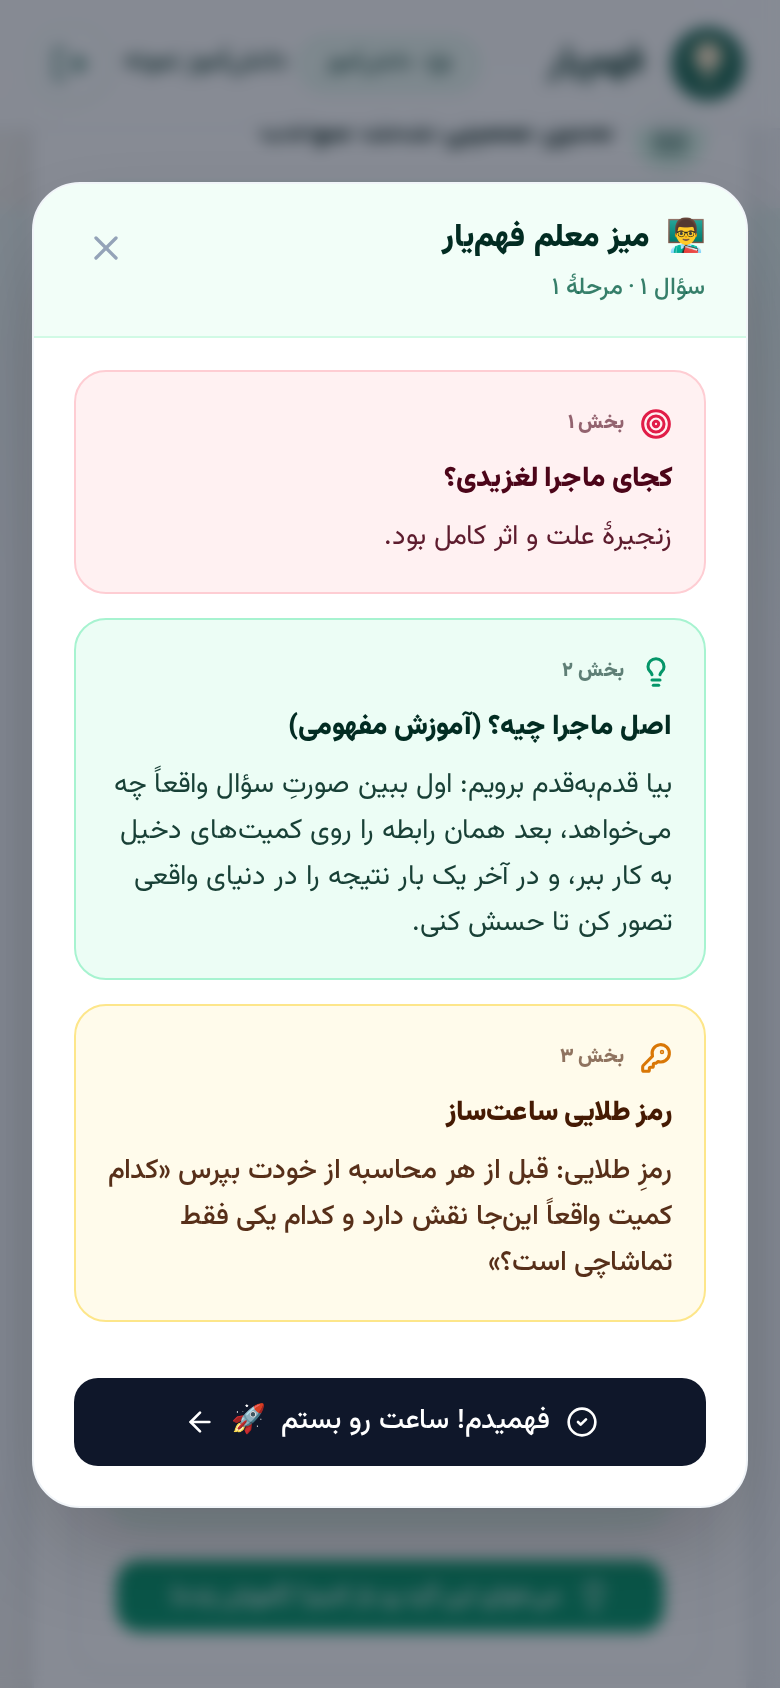 فهم‌یار
میز معلم فهم‌یار
سؤال ۱ · مرحلهٔ ۱
بخش ۱
کجای ماجرا لغزیدی؟
زنجیرهٔ علت و اثر کامل بود.
بخش ۲
اصل ماجرا چیه؟ (آموزش مفهومی)
بیا قدم‌به‌قدم برویم: اول ببین صورتِ سؤال واقعاً چه
می‌خواهد، بعد همان رابطه را روی کمیت‌های دخیل
به کار ببر، و در آخر یک بار نتیجه را در دنیای واقعی
تصور کن تا حسش کنی.
بخش ۳
رمز طلایی ساعت‌ساز
رمزِ طلایی: قبل از هر محاسبه از خودت بپرس «کدام
کمیت واقعاً این‌جا نقش دارد و کدام یکی فقط
تماشاچی است؟»
فهمیدم! ساعت رو بستم